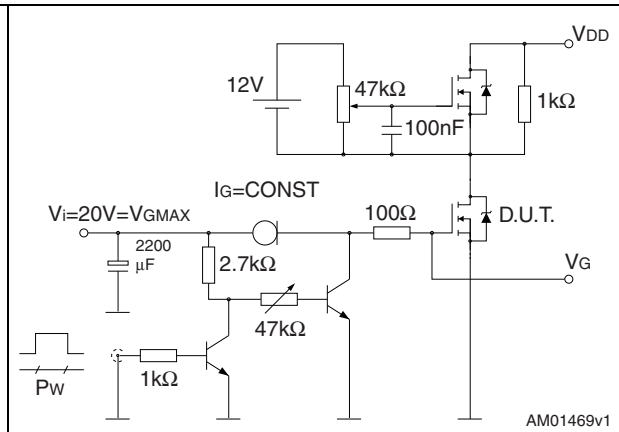 VDD
12V
47kΩ
1kΩ
100nF
IG=CONST
Vi=20V=VGMAX
100Ω
D.U.T.
2200
μF
2.7kΩ
VG
47kΩ
1kΩ
PW
AM01469v1